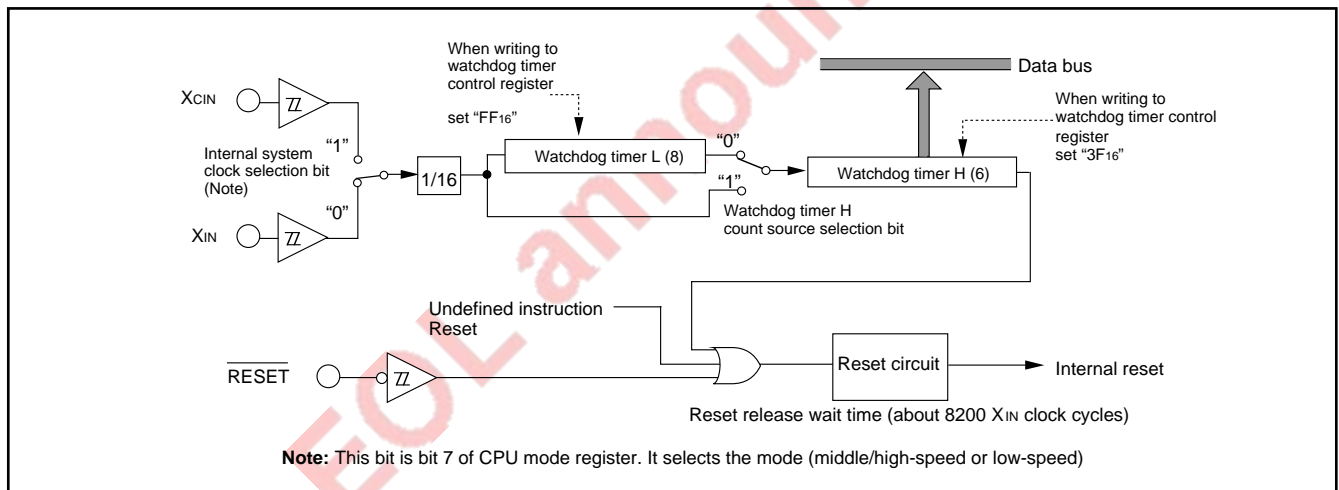 When writing to
watchdog timer
control register
set “FF16”
Data bus
When writing to
watchdog timer control
register
set “3F16”
XCIN
“1”
Internal system
clock selection bit
(Note)
“0”
XIN
1/16
Watchdog timer L (8)
“0”
“1”
Watchdog timer H (6)
Watchdog timer H
count source selection bit
Undefined instruction
Reset
RESET
Reset circuit
Internal reset
Reset release wait time (about 8200 XIN clock cycles)
Note: This bit is bit 7 of CPU mode register. It selects the mode (middle/high-speed or low-speed)
EOL announ